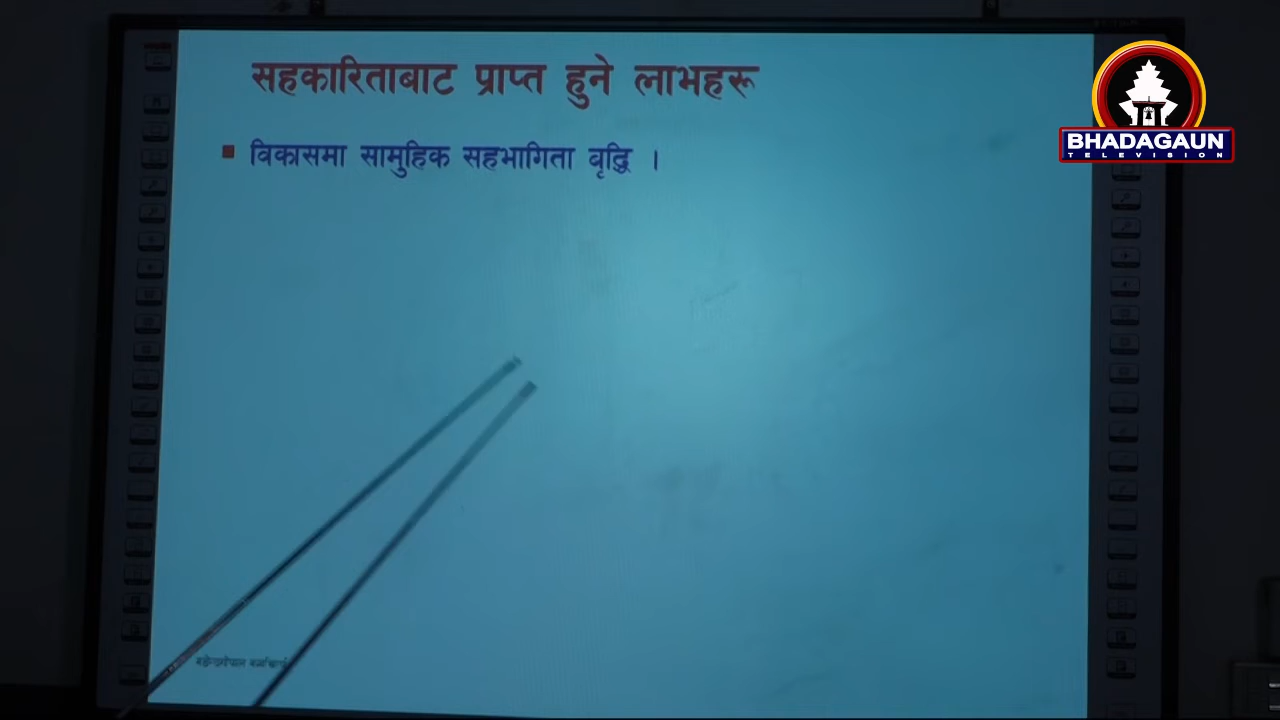 सहकारिताबाट प्राप्त हुने लाभहरू
विकासमा सामुहिक सहभागिता बृद्धि ।
BHADAGAUN
TELEVISION